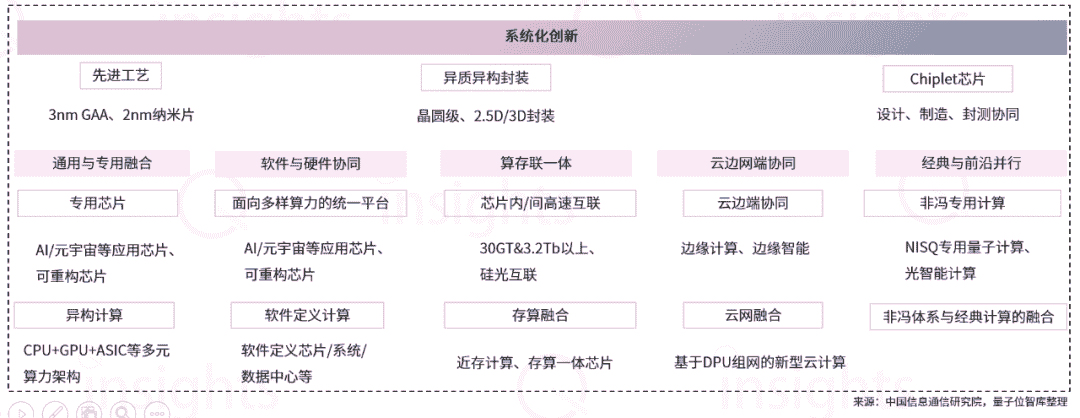 系统化创新
先进工艺
异质异构封装
Chiplet芯片
3nm GAA、2nm纳米片
晶圆级、2.5D/3D封装
设计、制造、封测协同
通用与专用融合
软件与硬件协同
算存联一体
云边网端协同
经典与前沿并行
专用芯片
面向多样算力的统一平台
芯片内/间高速互联
云边端协同
非冯专用计算
AI/元宇宙等应用芯片、
可重构芯片
AI/元宇宙等应用芯片、
可重构芯片
30GT&3.2Tb以上、
硅光互联
边缘计算、边缘智能
NISQ专用量子计算、
光智能计算
异构计算
软件定义计算
存算融合
云网融合
非冯体系与经典计算的融合
CPU+GPU+ASIC等多元
算力架构
软件定义芯片/系统/
数据中心等
近存计算、存算一体芯片
基于DPU组网的新型云计算
来源：中国信息通信研究院，量子位智库整理
insights
insights
insights
insights
insights